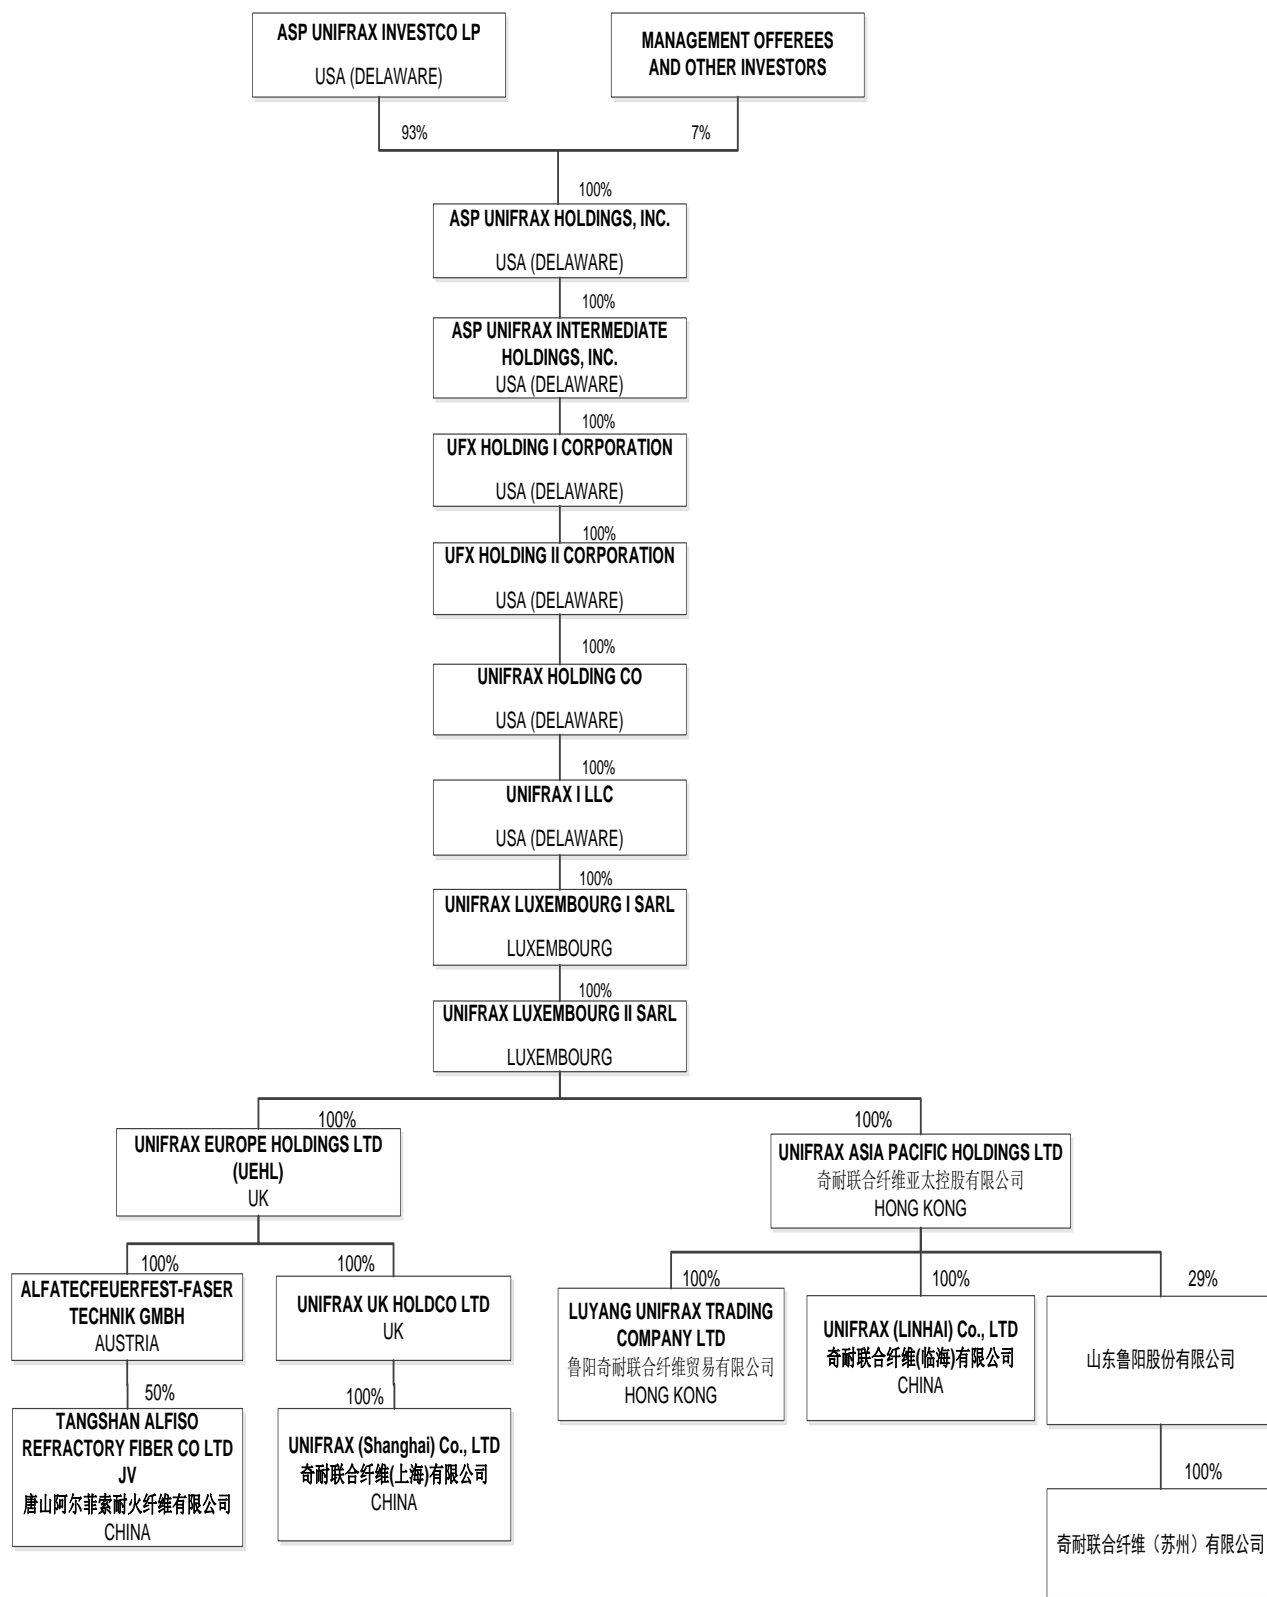 ASP UNIFRAX INVESTCO LP
USA (DELAWARE)
MANAGEMENT OFFEREES
AND OTHER INVESTORS
93%
7%
100%
ASP UNIFRAX HOLDINGS, INC.
USA (DELAWARE)
100%
ASP UNIFRAX INTERMEDIATE
HOLDINGS, INC.
USA (DELAWARE)
100%
UFX HOLDING I CORPORATION
USA (DELAWARE)
100%
UFX HOLDING II CORPORATION
USA (DELAWARE)
100%
UNIFRAX HOLDING CO
USA (DELAWARE)
100%
UNIFRAX I LLC
USA (DELAWARE)
100%
UNIFRAX LUXEMBOURG I SARL
LUXEMBOURG
100%
UNIFRAX LUXEMBOURG II SARL
LUXEMBOURG
100%
UNIFRAX EUROPE HOLDINGS LTD
(UEHL)
UK
100%
UNIFRAX ASIA PACIFIC HOLDINGS LTD
奇耐联合纤维亚太控股有限公司
HONG KONG
100%
ALFATECFEUERFEST-FASER
TECHNIK GMBH
AUSTRIA
100%
UNIFRAX UK HOLDCO LTD
UK
100%
LUYANG UNIFRAX TRADING
COMPANY LTD
鲁阳奇耐联合纤维贸易有限公司
HONG KONG
100%
UNIFRAX (LINHAI) Co., LTD
奇耐联合纤维(临海)有限公司
CHINA
29%
山东鲁阳股份有限公司
50%
TANGSHAN ALFISO
REFRACTORY FIBER CO LTD
JV
唐山阿尔菲索耐火纤维有限公司
CHINA
100%
UNIFRAX (Shanghai) Co., LTD
奇耐联合纤维(上海)有限公司
CHINA
100%
奇耐联合纤维（苏州）有限公司